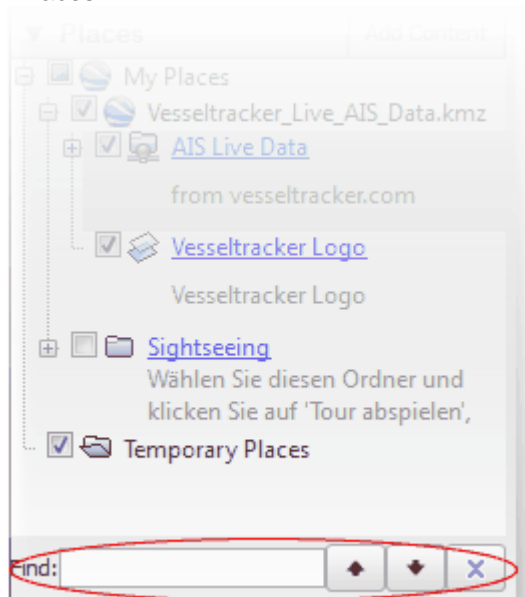 Places Add Content
My Places
Vesseltracker_Live_AIS_Data.kmz
AIS Live Data
from vesseltracker.com
Vesseltracker Logo
Vesseltracker Logo
Sightseeing
Wählen Sie diesen Ordner und
klicken Sie auf 'Tour abspielen',
Temporary Places
Find: